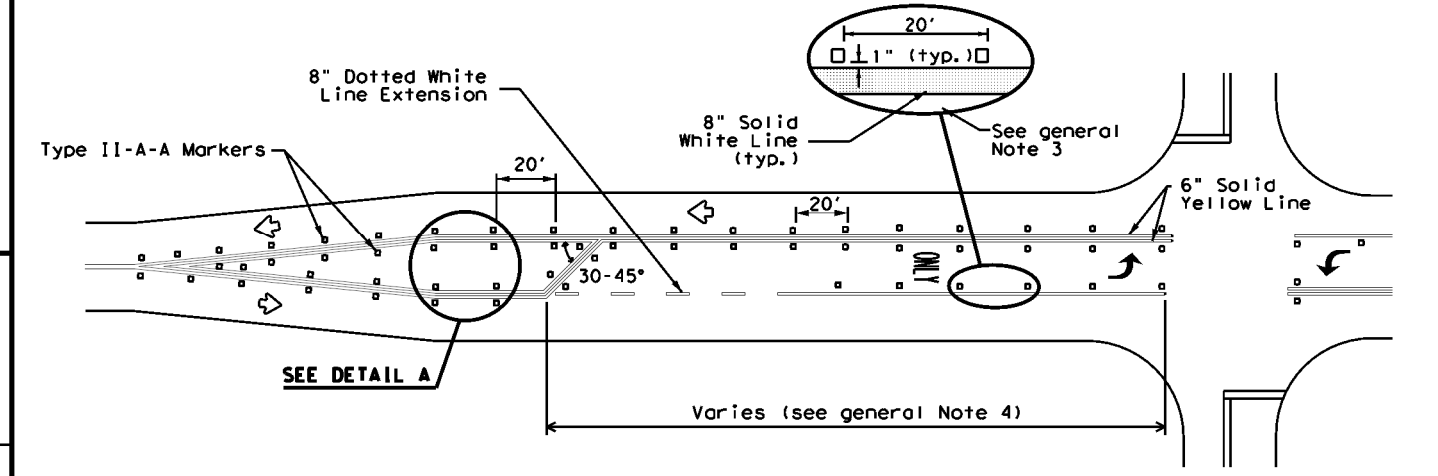 20'
1" (typ.)
8" Dotted White
Line Extension
8" Solid
White Line
(typ.)
See general
Note 3
Type II-A-A Markers
20'
20'
6" Solid
Yellow Line
30-45°
ONLY
SEE DETAIL A
Varies (see general Note 4)